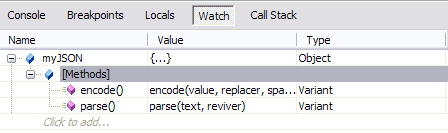 Console Breakpoints Locals Watch Call Stack
Name Value Type
myJSON {...} Object
[Methods]
encode() encode(value, replacer, spa... Variant
parse() parse(text, reviver) Variant
Click to add...